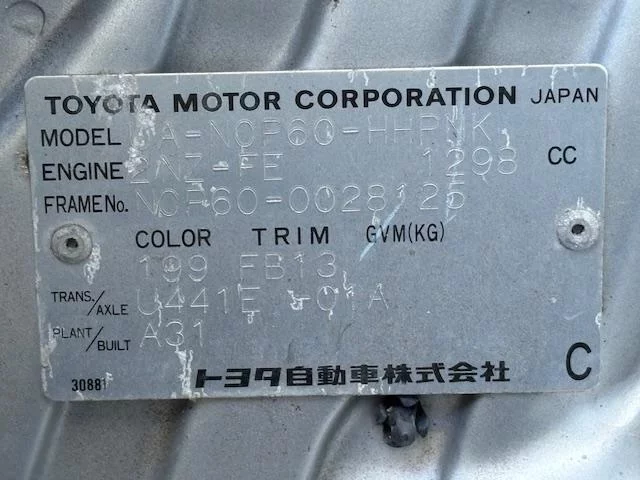 TOYOTA MOTOR CORPORATION JAPAN
MODEL UA-NCP60-HHPNK
ENGINE 2NZ-FE 1298 CC
FRAME No. NCP60-0028126
COLOR TRIM GVM(KG)
199 FB13
TRANS./AXLE U441E -01A
PLANT/BUILT A31
30881
トヨタ自動車株式会社
C